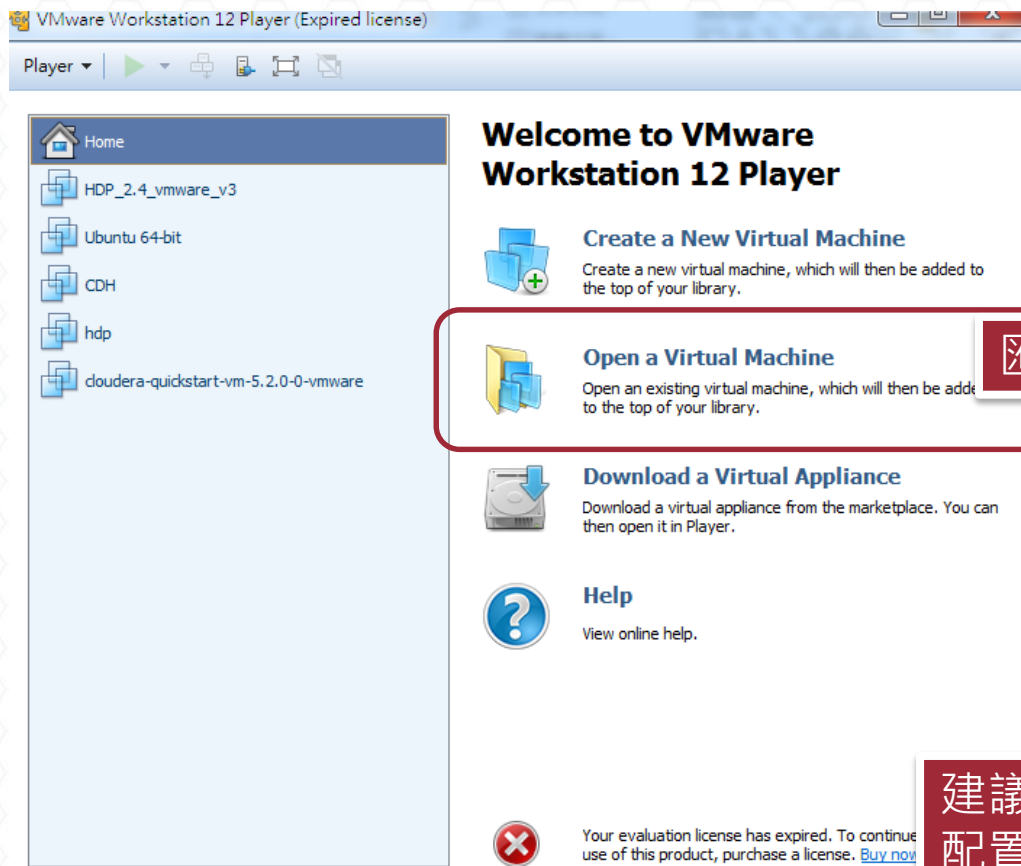 VMware Workstation 12 Player (Expired license)
Player
Home
HDP_2.4_vmware_v3
Ubuntu 64-bit
CDH
hdp
cloudera-quickstart-vm-5.2.0-0-vmware
Welcome to VMware
Workstation 12 Player
Create a New Virtual Machine
Create a new virtual machine, which will then be added to
the top of your library.
Open a Virtual Machine
Open an existing virtual machine, which will then be adde
to the top of your library.
Download a Virtual Appliance
Download a virtual appliance from the marketplace. You can
then open it in Player.
Help
View online help.
Your evaluation license has expired. To continue
use of this product, purchase a license. Buy now
建議
配置